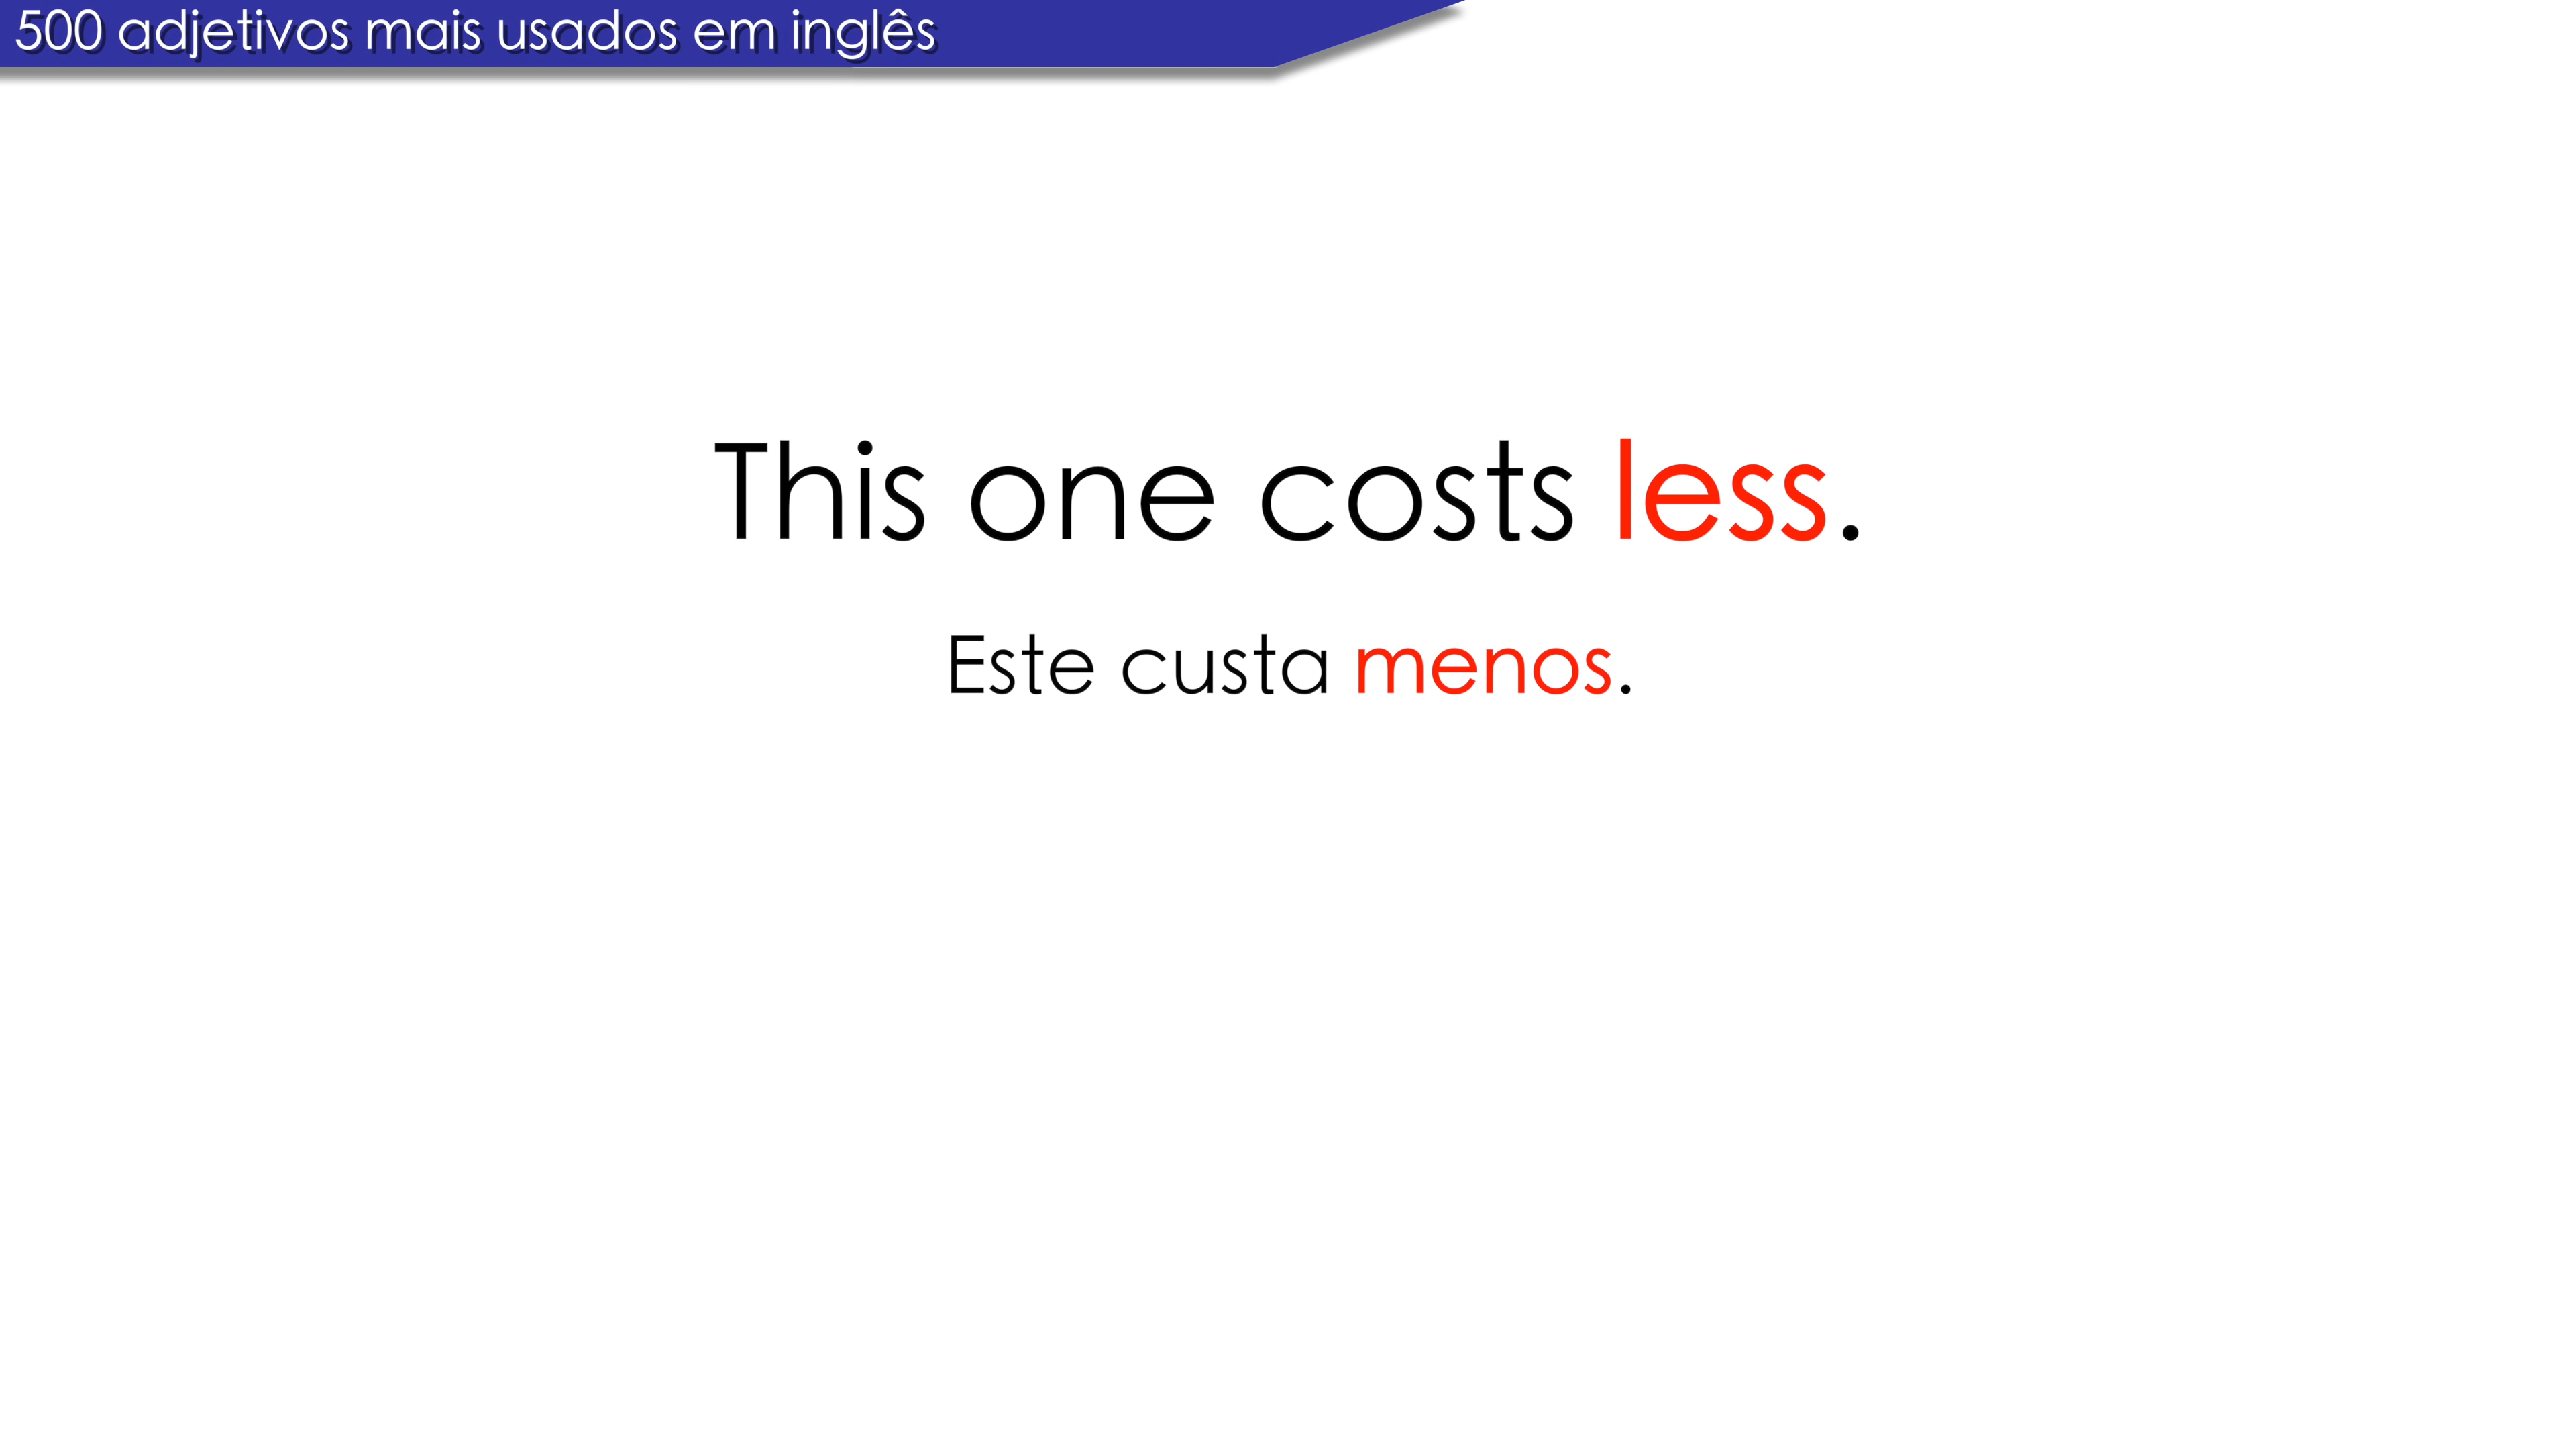 500 adjetivos mais usados em inglês
This one costs less.
Este custa menos.